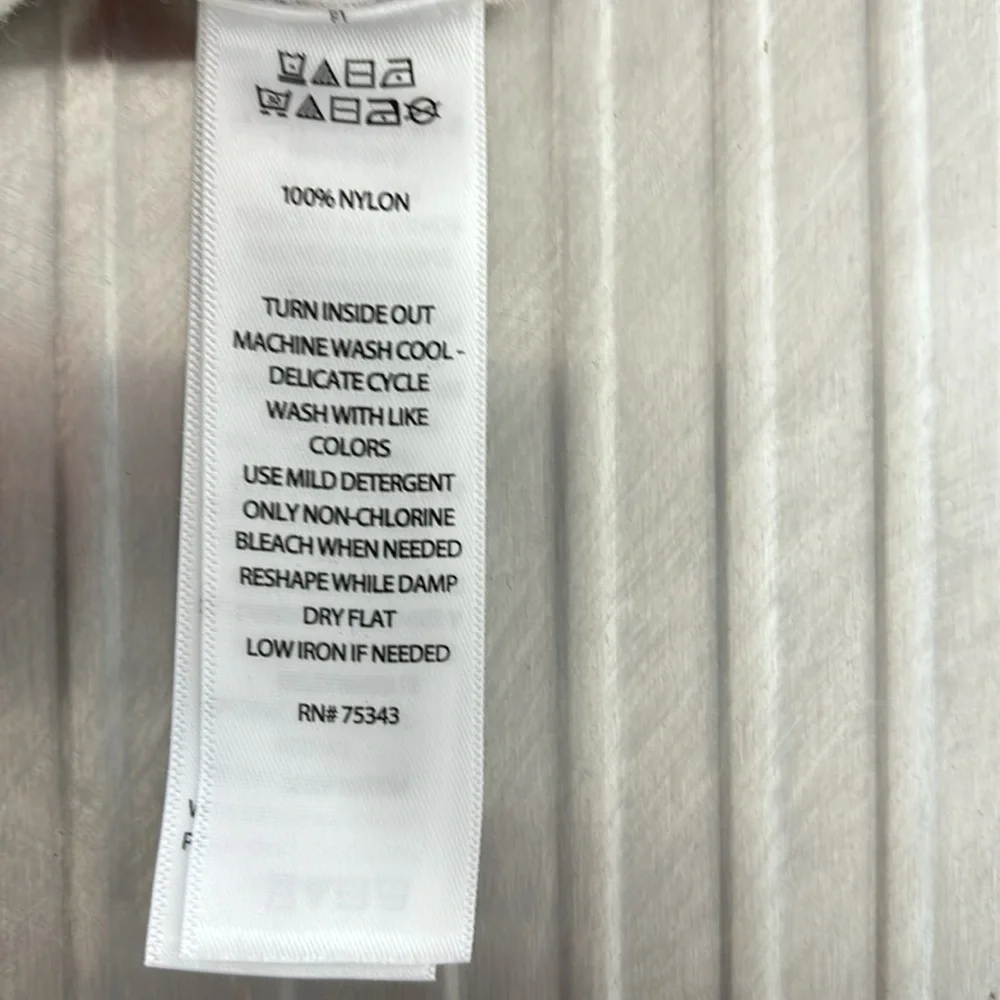 100% NYLON
TURN INSIDE OUT
MACHINE WASH COOL -
DELICATE CYCLE
WASH WITH LIKE
COLORS
USE MILD DETERGENT
ONLY NON-CHLORINE
BLEACH WHEN NEEDED
RESHAPE WHILE DAMP
DRY FLAT
LOW IRON IF NEEDED
RN# 75343